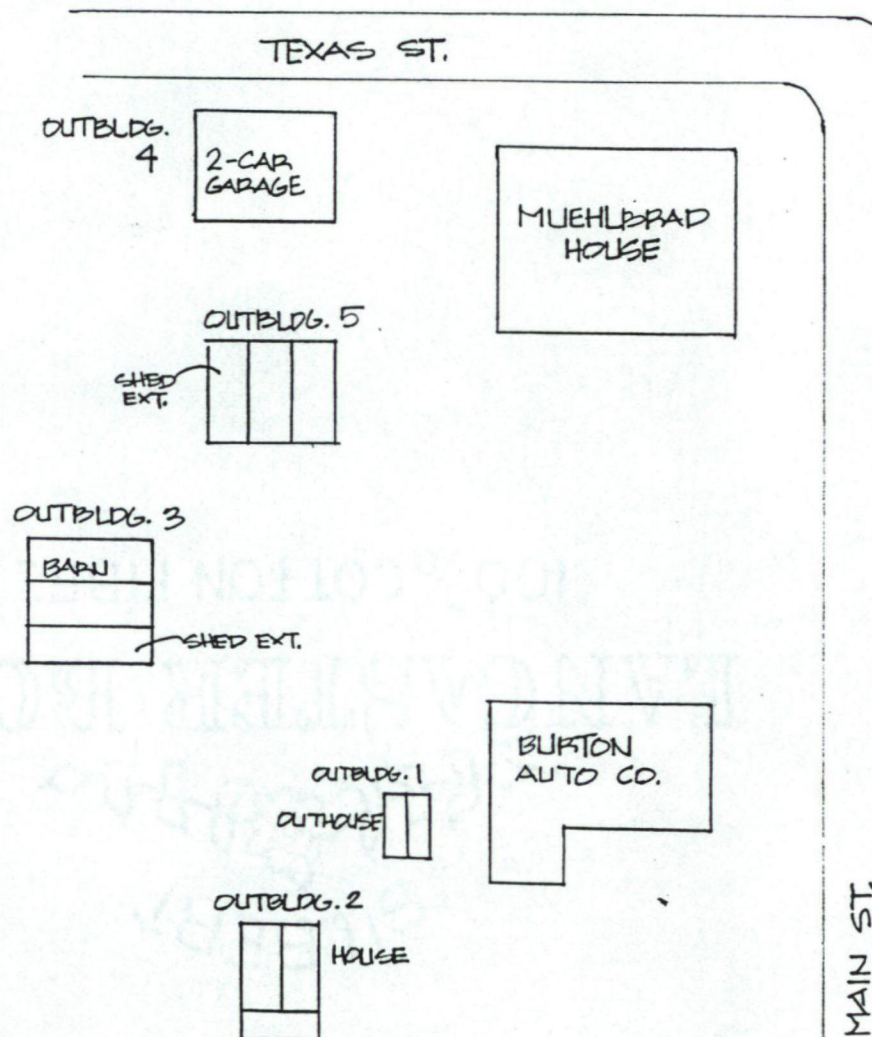 TEXAS ST.
OUTBLDG.
4
2-CAR
GARAGE
MUEHLBRAD
HOUSE
OUTBLDG. 5
SHED
EXT.
OUTBLDG. 3
BARN
SHED EXT.
BURTON
AUTO CO.
OUTBLDG. 1
OUTHOUSE
OUTBLDG. 2
HOUSE
MAIN ST.